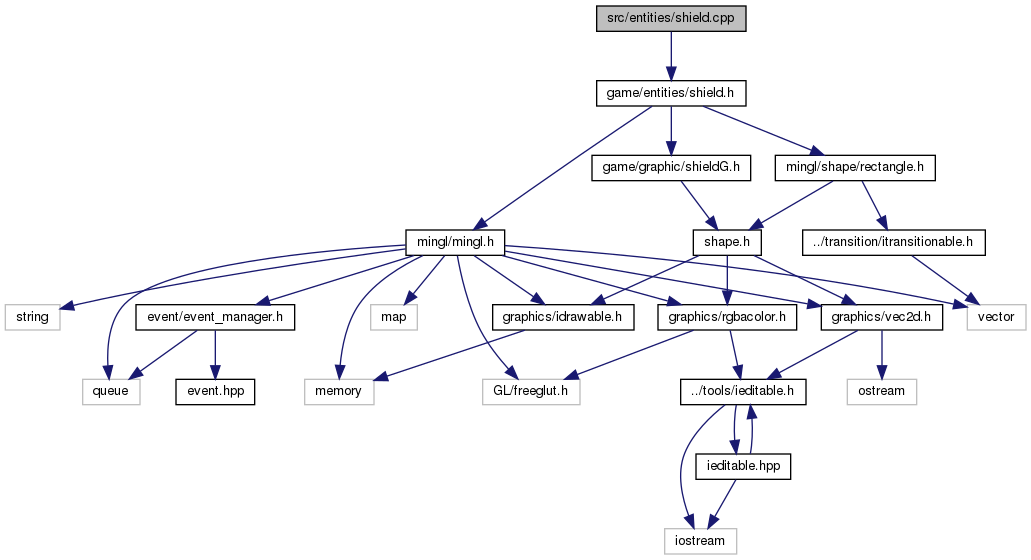 src/entities/shield.cpp
game/entities/shield.h
game/graphic/shieldG.h
mingl/shape/rectangle.h
mingl/mingl.h
shape.h
../transition/itransitionable.h
string
event/event_manager.h
map
graphics/idrawable.h
graphics/rgbacolor.h
graphics/vec2d.h
vector
queue
event.hpp
memory
GL/freeglut.h
../tools/ieditable.h
ostream
ieditable.hpp
iostream